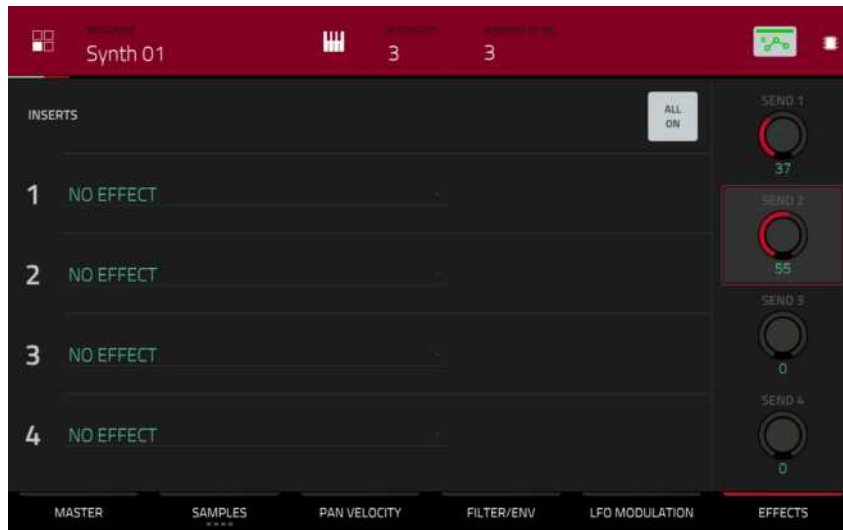 Synth 01
3
3
INSERTS
ALL
ON
SEND 1
37
1 NO EFFECT
SEND 2
55
2 NO EFFECT
SEND 3
0
3 NO EFFECT
SEND 4
0
4 NO EFFECT
MASTER SAMPLES PAN VELOCITY FILTER/ENV LFO MODULATION EFFECTS